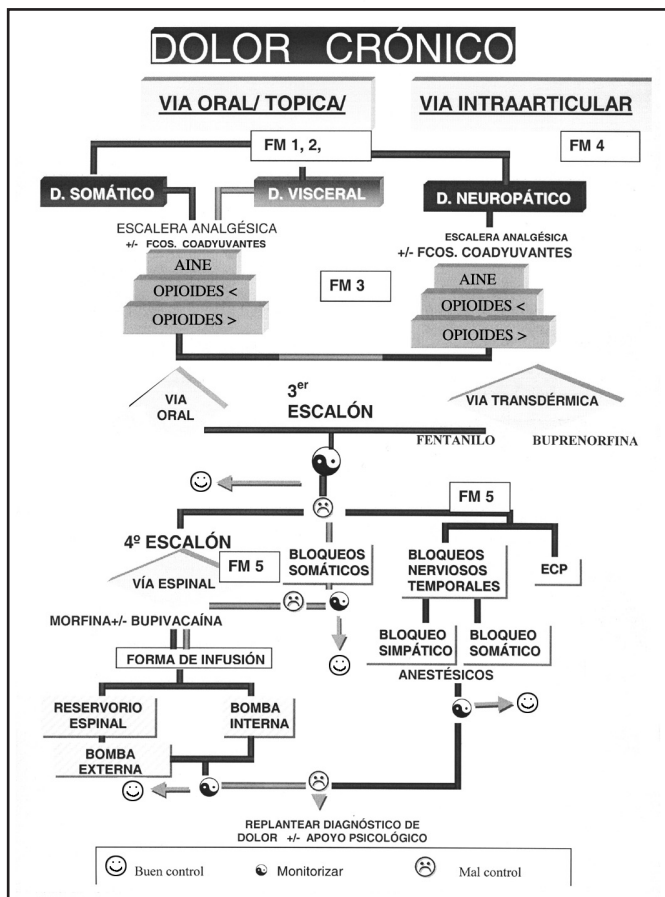 DOLOR CRÓNICO
VIA ORAL/ TOPICA/
VIA INTRAARTICULAR
FM 1, 2,
FM 4
D. SOMÁTICO
D. VISCERAL
D. NEUROPÁTICO
ESCALERA ANALGÉSICA
+/- FCOS. COADYUVANTES
ESCALERA ANALGÉSICA
+/- FCOS. COADYUVANTES
AINE
OPIOIDES <
OPIOIDES >
FM 3
AINE
OPIOIDES <
OPIOIDES >
VIA
ORAL
3er
ESCALÓN
VIA TRANSDÉRMICA
FENTANILO
BUPRENORFINA
FM 5
4º ESCALÓN
FM 5
VÍA ESPINAL
BLOQUEOS
SOMÁTICOS
BLOQUEOS
NERVIOSOS
TEMPORALES
ECP
MORFINA+/- BUPIVACAÍNA
FORMA DE INFUSIÓN
BLOQUEO
SIMPÁTICO
BLOQUEO
SOMÁTICO
ANESTÉSICOS
RESERVORIO
ESPINAL
BOMBA
INTERNA
BOMBA
EXTERNA
REPLANTEAR DIAGNÓSTICO DE
DOLOR +/- APOYO PSICOLÓGICO
Buen control
Monitorizar
Mal control